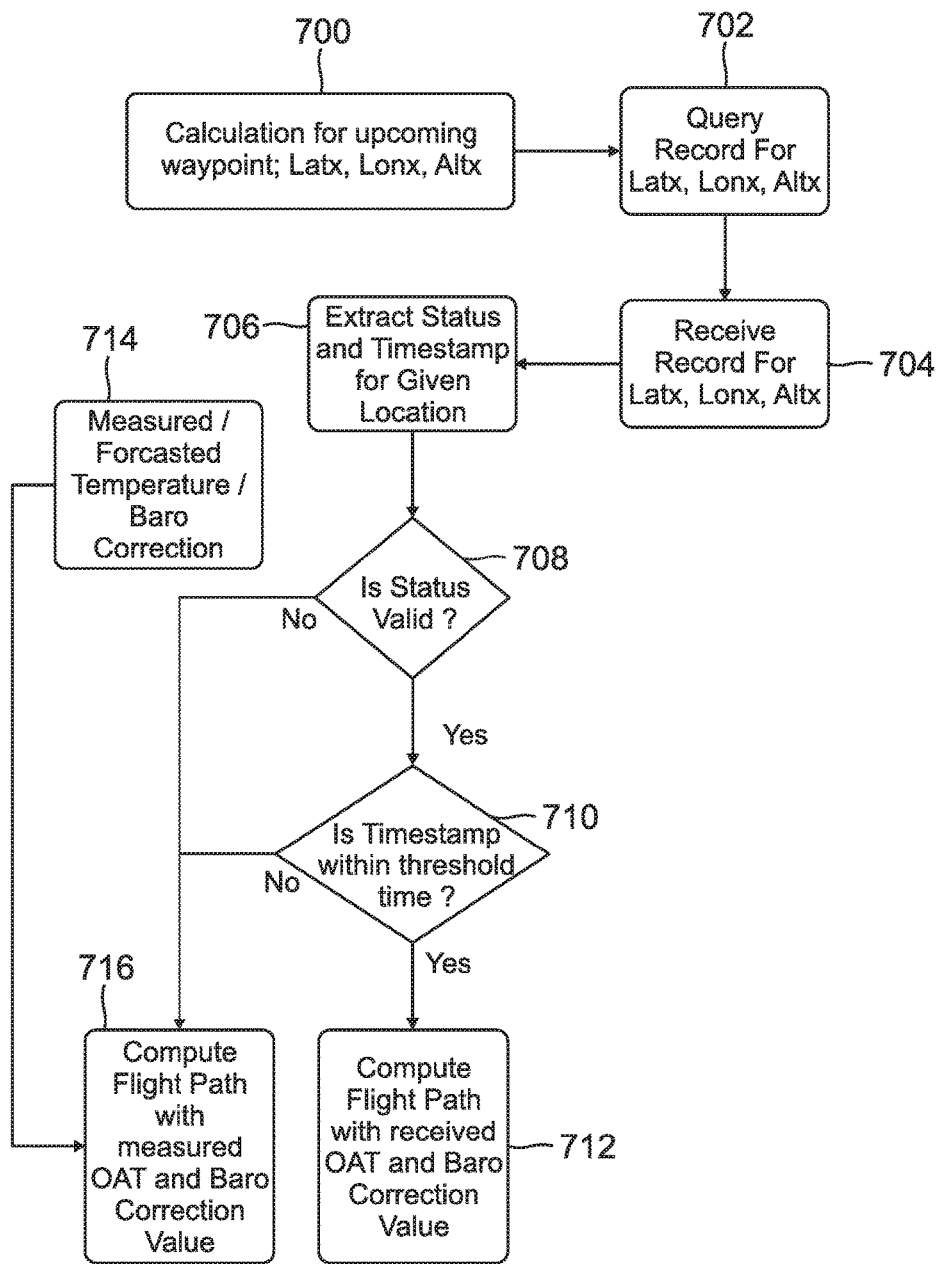 700
702
Calculation for upcoming
waypoint; Latx, Lonx, Altx
Query
Record For
Latx, Lonx, Altx
706
Extract Status
and Timestamp
for Given
Location
Receive
Record For
Latx, Lonx, Altx
704
714
Measured /
Forcasted
Temperature /
Baro
Correction
708
Is Status
Valid ?
No
Yes
710
Is Timestamp
within threshold
time ?
No
Yes
716
Compute
Flight Path
with
measured
OAT and Baro
Correction
Value
Compute
Flight Path
with received
OAT and Baro
Correction
Value
712